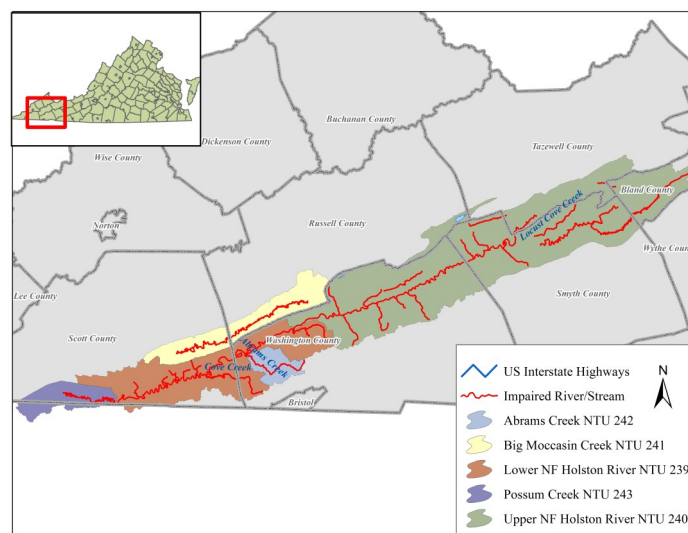 Buchanan County
Dickenson County
Wise County
Tazewell County
Bland County
Norton
Russell County
Locust Cove Creek
Wythe Coun
Lee County
Smyth County
Scott County
Washington County
Abrams Creek
Cove Creek
Bristol
US Interstate Highways
N
Impaired River/Stream
Abrams Creek NTU 242
Big Moccasin Creek NTU 241
Lower NF Holston River NTU 239
Possum Creek NTU 243
Upper NF Holston River NTU 240